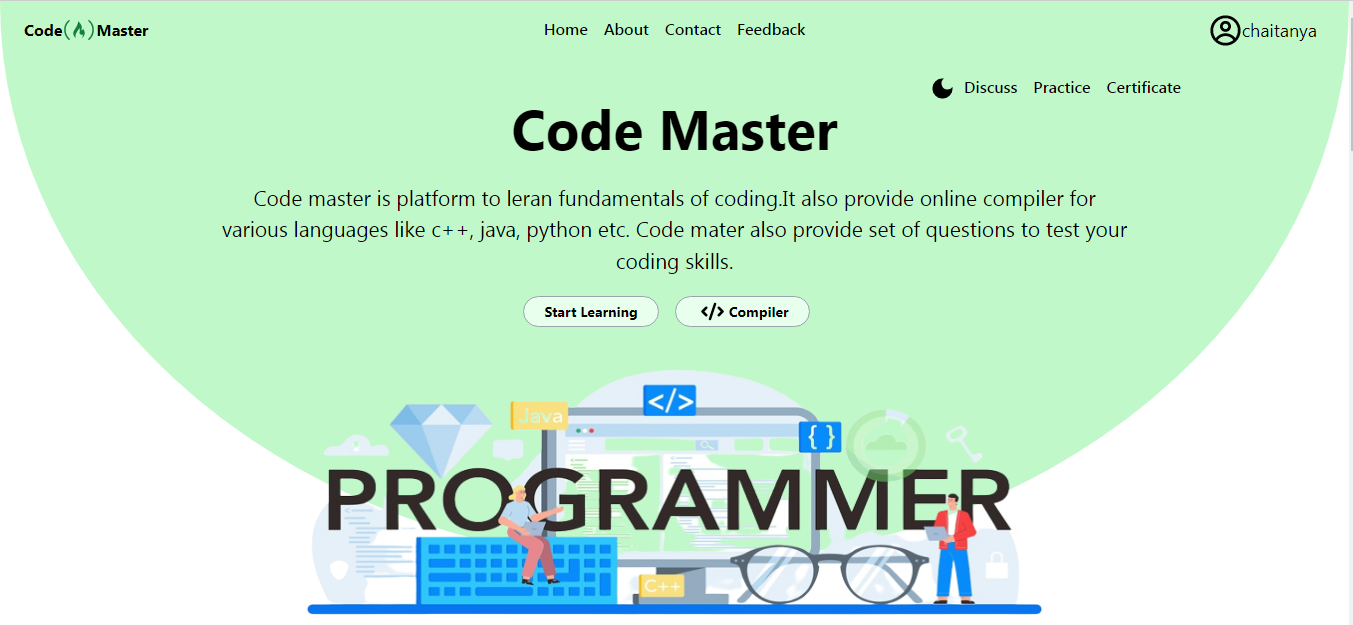 Code(🔥)Master Home About Contact Feedback chaitanya
Discuss Practice Certificate
Code Master
Code master is platform to leran fundamentals of coding.It also provide online compiler for
various languages like c++, java, python etc. Code mater also provide set of questions to test your
coding skills.
Start Learning </> Compiler
</>
Java
{ }
PROGRAMMER
C++